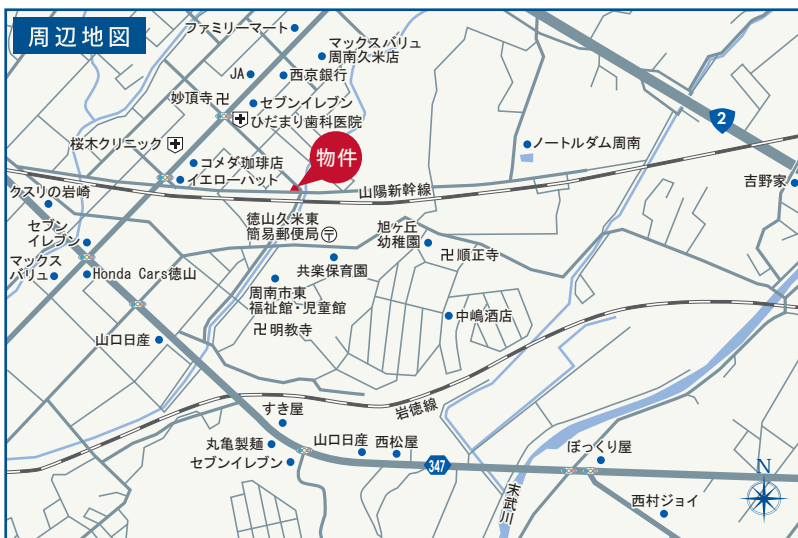 周辺地図
ファミリーマート
マックスバリュ
周南久米店
JA
西京銀行
妙頂寺
セブンイレブン
ひだまり歯科医院
桜木クリニック
コメダ珈琲店
イエローハット
物件
2
ノートルダム周南
山陽新幹線
吉野家
クスリの岩崎
セブン
イレブン
マックス
バリュ
Honda Cars徳山
徳山久米東
簡易郵便局
旭ヶ丘
幼稚園
順正寺
共楽保育園
周南市東
福祉館・児童館
明教寺
中嶋酒店
山口日産
岩徳線
すき屋
丸亀製麺
セブンイレブン
山口日産
西松屋
347
ぼっくり屋
末武川
西村ジョイ
N